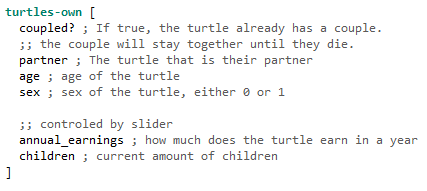 turtles-own [
coupled? ; If true, the turtle already has a couple.
;; the couple will stay together until they die.
partner ; The turtle that is their partner
age ; age of the turtle
sex ; sex of the turtle, either 0 or 1
;; controled by slider
annual_earnings ; how much does the turtle earn in a year
children ; current amount of children
]